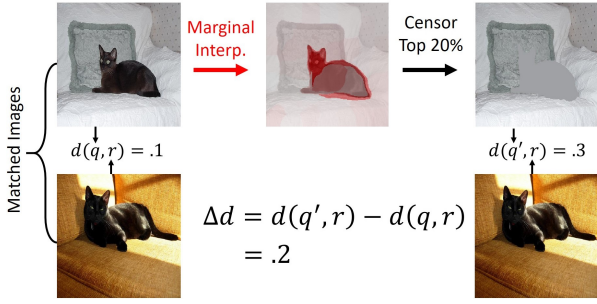 Matched Images
Marginal
Interp.
Censor
Top 20%
d(q, r) = .1
d(q′, r) = .3
Δd = d(q′, r) − d(q, r)
= .2